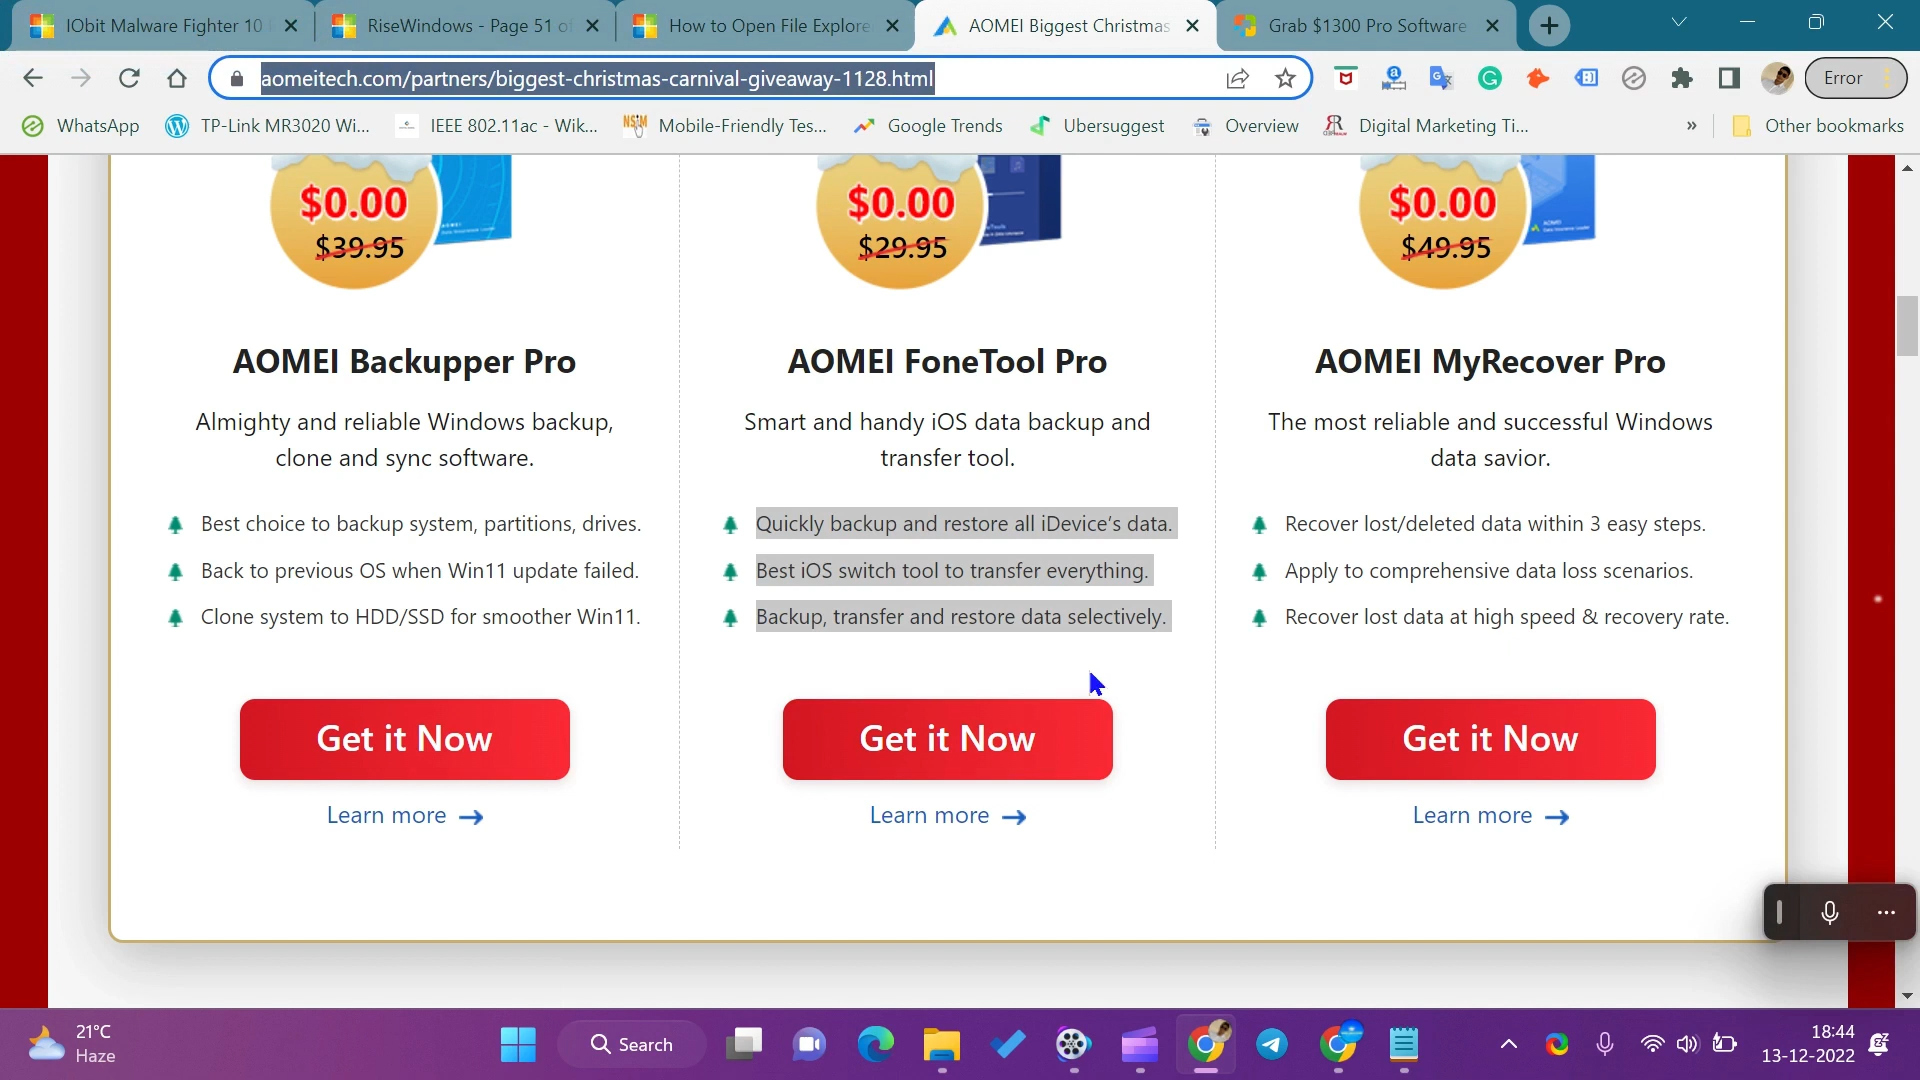 IObit Malware Fighter 10
RiseWindows - Page 51 of
How to Open File Explore
AOMEI Biggest Christmas
Grab $1300 Pro Software
aomeitech.com/partners/biggest-christmas-carnival-giveaway-1128.html
Error
WhatsApp
TP-Link MR3020 Wi...
IEEE 802.11ac - Wik...
Mobile-Friendly Tes...
Google Trends
Ubersuggest
Overview
Digital Marketing Ti...
»
Other bookmarks
$0.00
$39.95
$0.00
$29.95
$0.00
$49.95
AOMEI Backupper Pro
Almighty and reliable Windows backup,
clone and sync software.
Best choice to backup system, partitions, drives.
Back to previous OS when Win11 update failed.
Clone system to HDD/SSD for smoother Win11.
Get it Now
Learn more →
AOMEI FoneTool Pro
Smart and handy iOS data backup and
transfer tool.
Quickly backup and restore all iDevice's data.
Best iOS switch tool to transfer everything.
Backup, transfer and restore data selectively.
Get it Now
Learn more →
AOMEI MyRecover Pro
The most reliable and successful Windows
data savior.
Recover lost/deleted data within 3 easy steps.
Apply to comprehensive data loss scenarios.
Recover lost data at high speed & recovery rate.
Get it Now
Learn more →
21°C
Haze
Search
18:44
13-12-2022